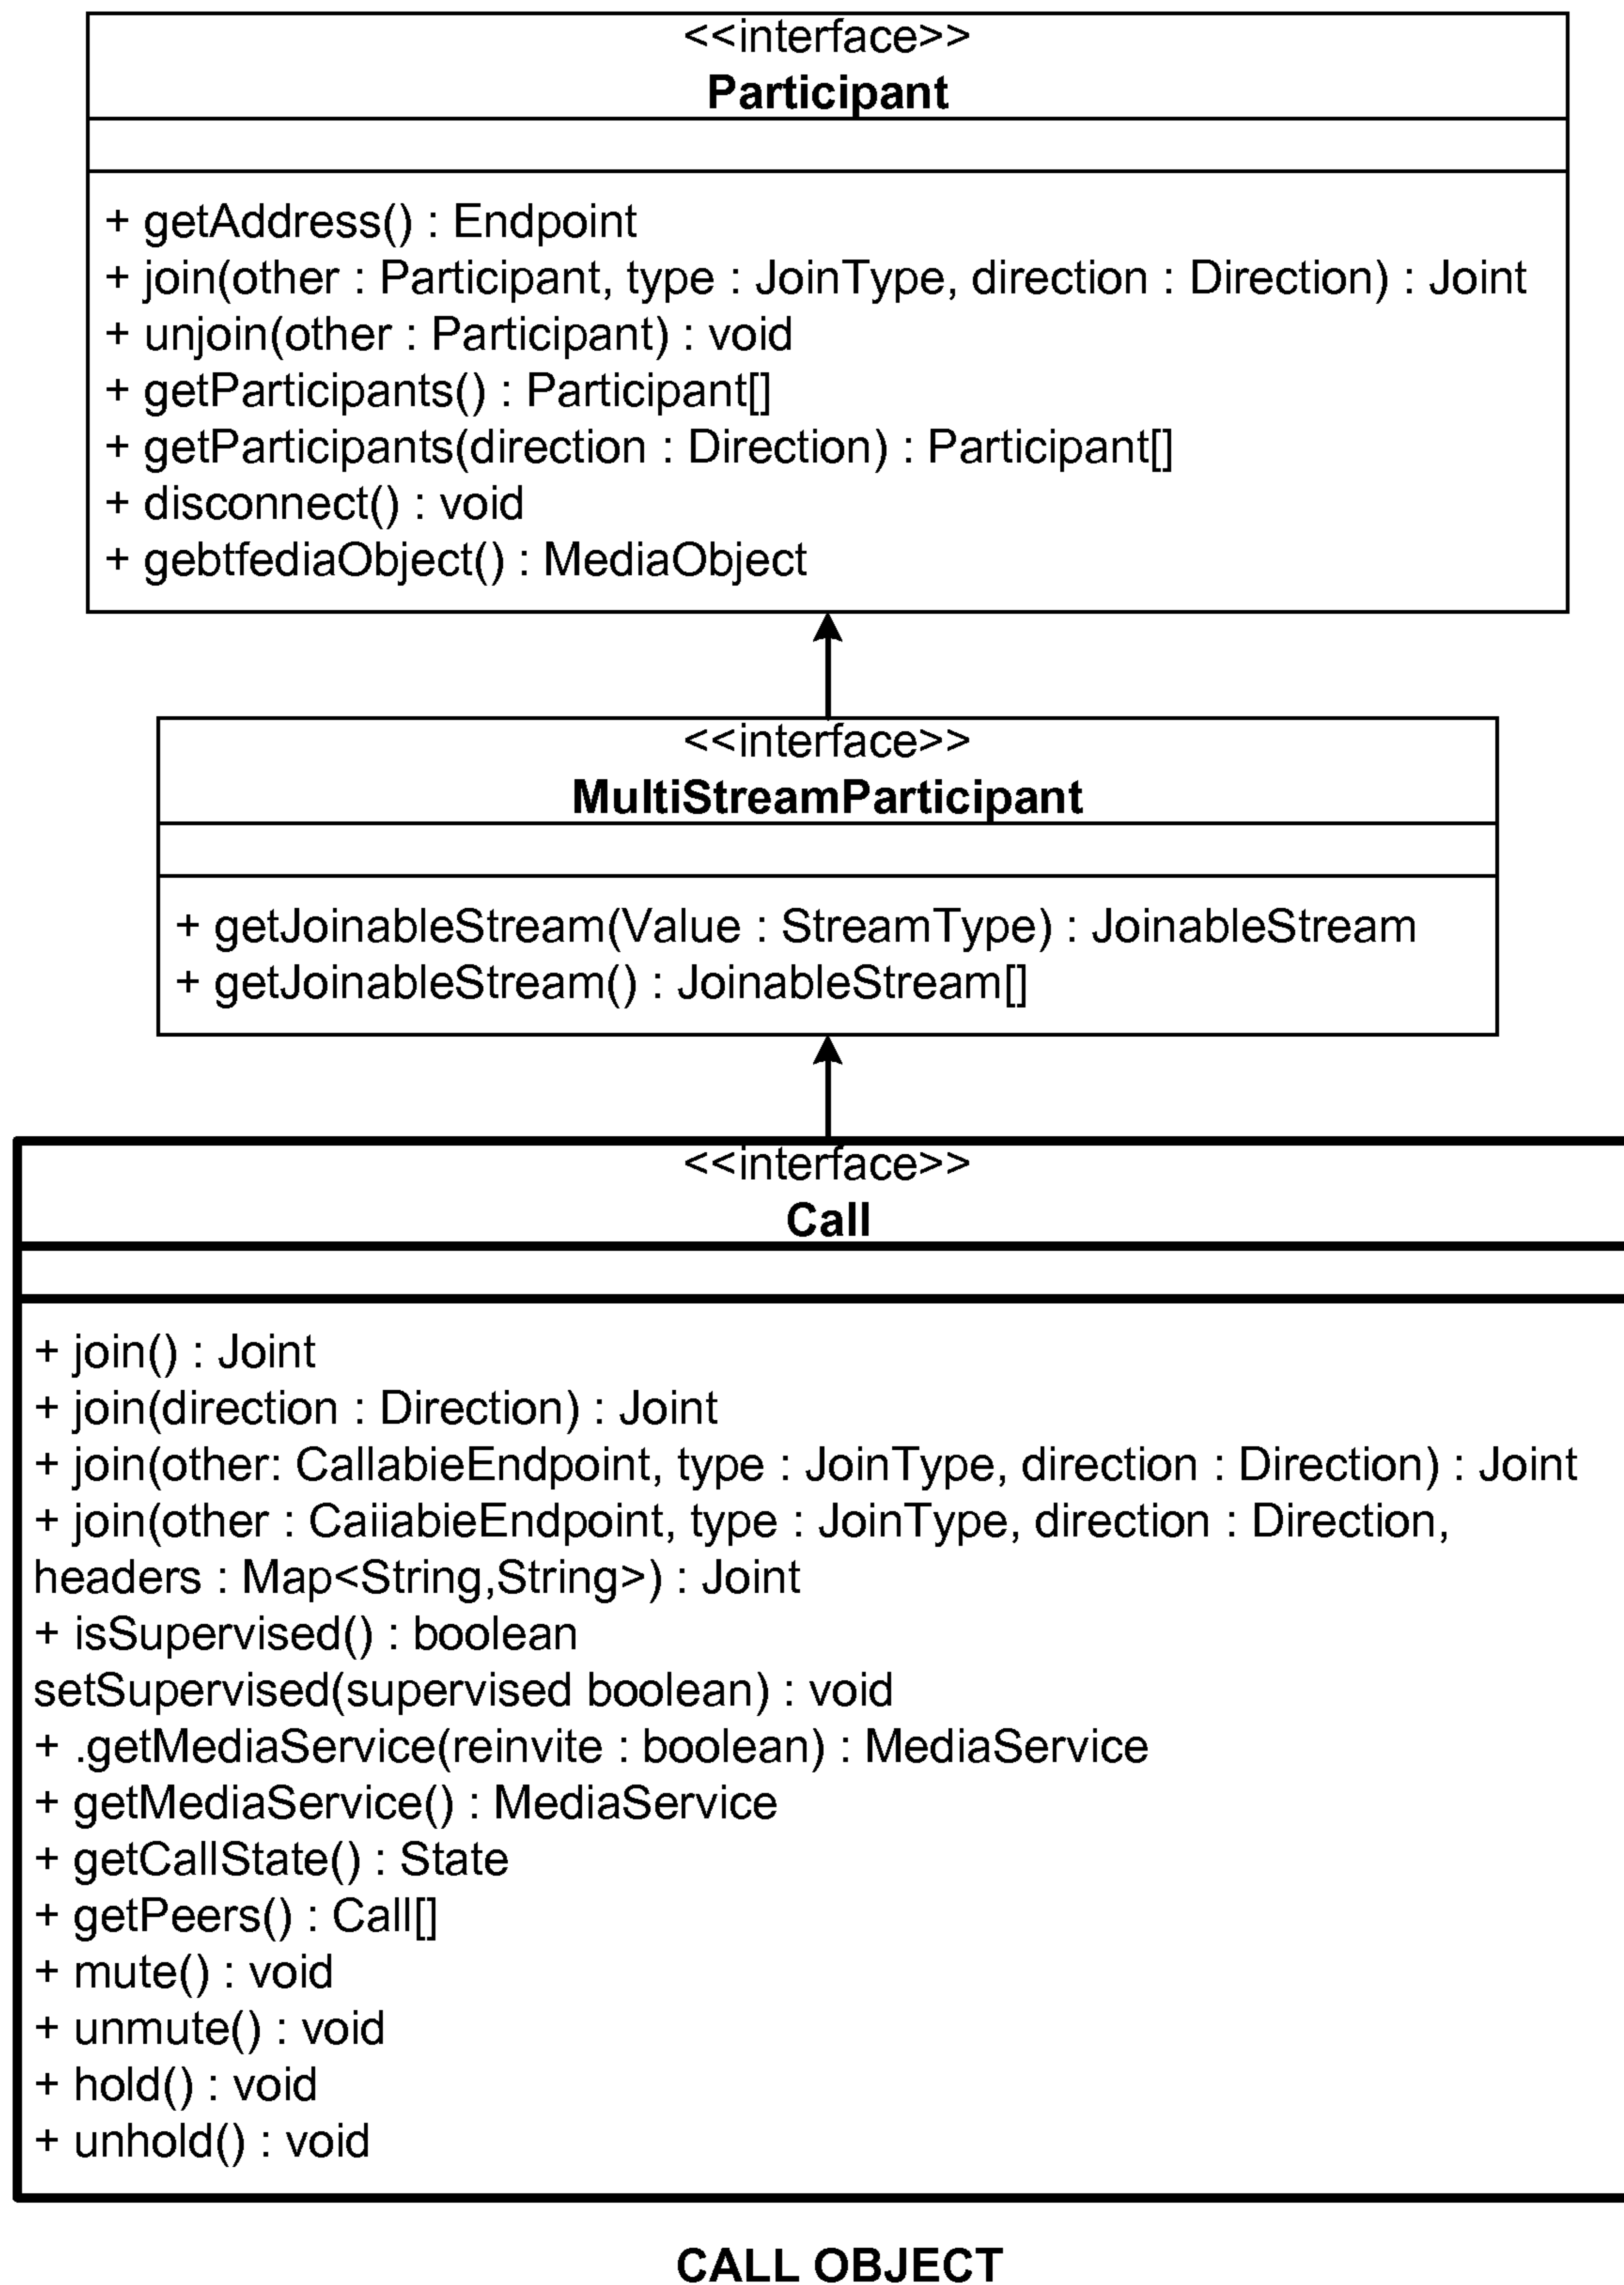 <<interface>>
Participant
+ getAddress() : Endpoint
+ join(other : Participant, type : JoinType, direction : Direction) : Joint
+ unjoin(other : Participant) : void
+ getParticipants() : Participant[]
+ getParticipants(direction : Direction) : Participant[]
+ disconnect() : void
+ gebtfediaObject() : MediaObject
<<interface>>
MultiStreamParticipant
+ getJoinableStream(Value : StreamType) : JoinableStream
+ getJoinableStream() : JoinableStream[]
<<interface>>
Call
+ join() : Joint
+ join(direction : Direction) : Joint
+ join(other: CallabieEndpoint, type : JoinType, direction : Direction) : Joint
+ join(other : CaiiabieEndpoint, type : JoinType, direction : Direction,
headers : Map<String,String>) : Joint
+ isSupervised() : boolean
setSupervised(supervised boolean) : void
+ .getMediaService(reinvite : boolean) : MediaService
+ getMediaService() : MediaService
+ getCallState() : State
+ getPeers() : Call[]
+ mute() : void
+ unmute() : void
+ hold() : void
+ unhold() : void
CALL OBJECT